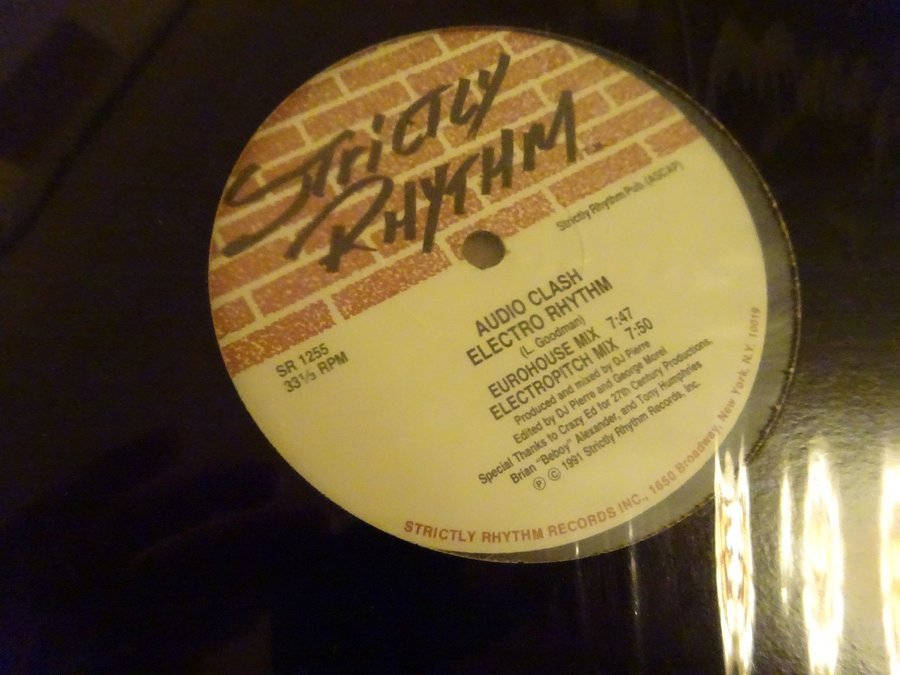 STRICTLY
RHYTHM
TM
Strictly Rhythm Pub. (ASCAP)
AUDIO CLASH
ELECTRO RHYTHM
(L. Goodman)
EUROHOUSE MIX 7:47
ELECTROPITCH MIX 7:50
SR 1255
33⅓ RPM
Produced and mixed by DJ Pierre
Edited by DJ Pierre and George Morel
Special Thanks to Crazy Ed for 27th Century Productions,
Brian "Beboy" Alexander, and Tony Humphries
Ⓟ © 1991 Strictly Rhythm Records, Inc.
STRICTLY RHYTHM RECORDS INC., 1650 Broadway, New York, N.Y. 10019